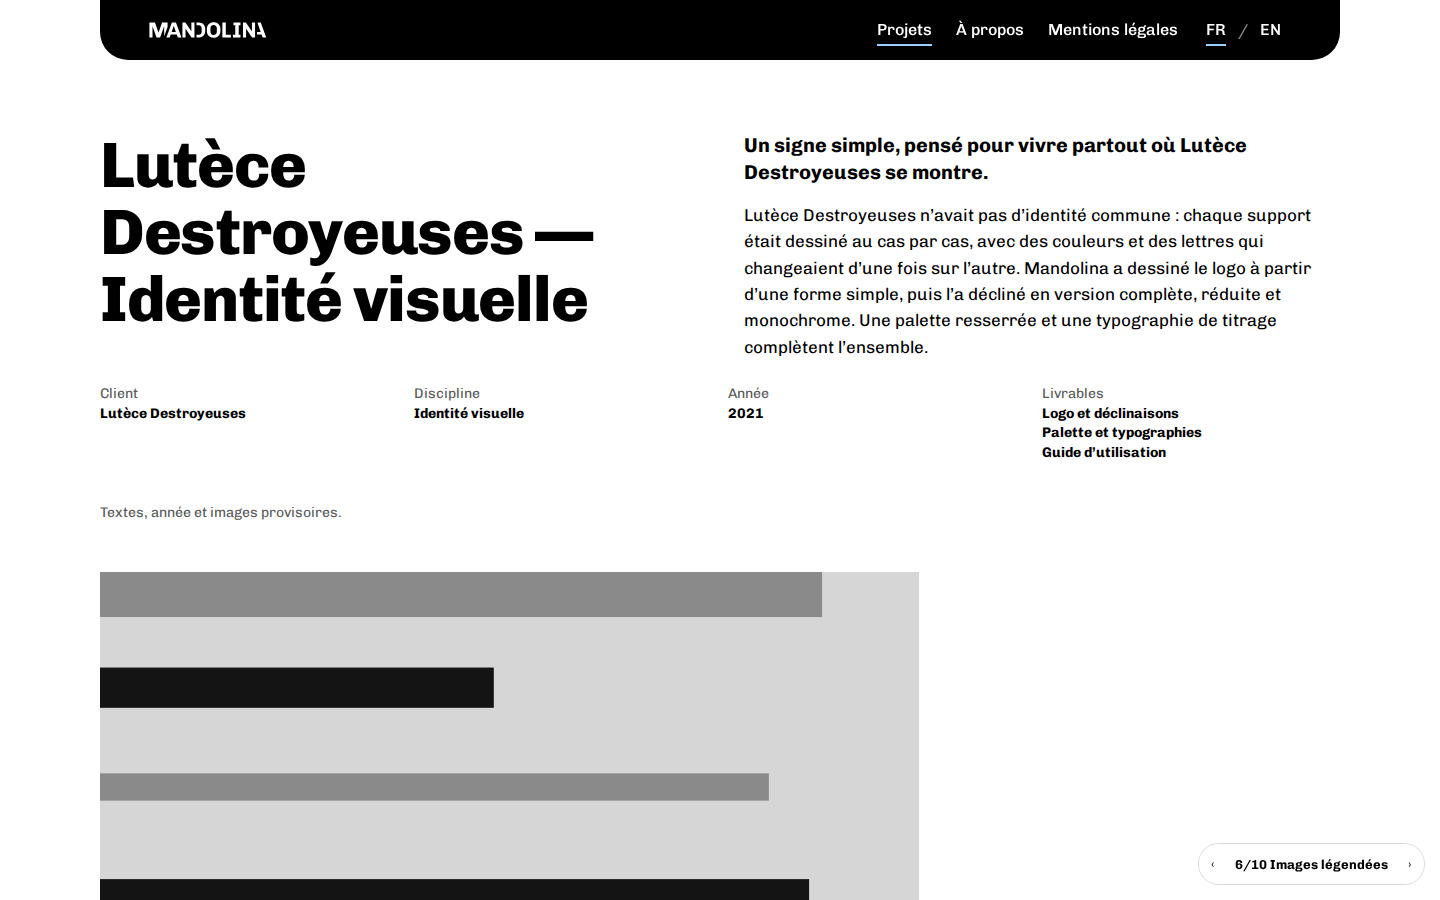 MANDOLINA
Projets
À propos
Mentions légales
FR / EN
Lutèce
Destroyeuses —
Identité visuelle
Un signe simple, pensé pour vivre partout où Lutèce
Destroyeuses se montre.
Lutèce Destroyeuses n’avait pas d’identité commune : chaque support
était dessiné au cas par cas, avec des couleurs et des lettres qui
changeaient d’une fois sur l’autre. Mandolina a dessiné le logo à partir
d’une forme simple, puis l’a décliné en version complète, réduite et
monochrome. Une palette resserrée et une typographie de titrage
complètent l’ensemble.
Client
Lutèce Destroyeuses
Discipline
Identité visuelle
Année
2021
Livrables
Logo et déclinaisons
Palette et typographies
Guide d’utilisation
Textes, année et images provisoires.
‹ 6/10 Images légendées ›